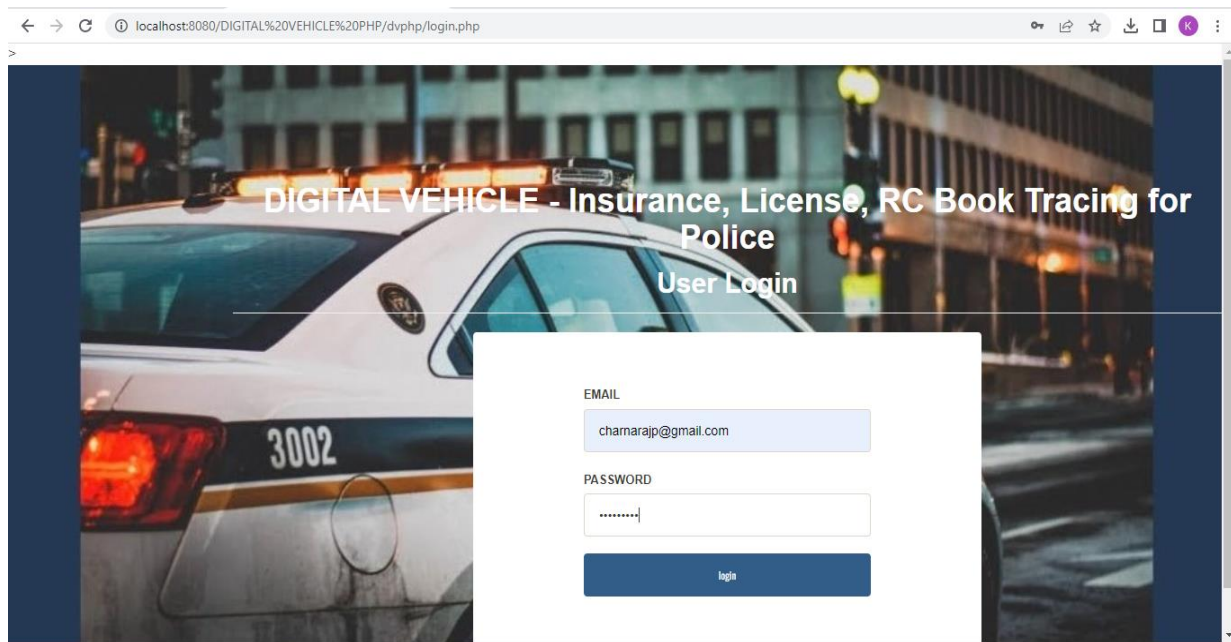 localhost:8080/DIGITAL%20VEHICLE%20PHP/dvphp/login.php
K
>
DIGITAL VEHICLE - Insurance, License, RC Book Tracing for
Police
User Login
EMAIL
charnarajp@gmail.com
3002
PASSWORD
•••••••••
login